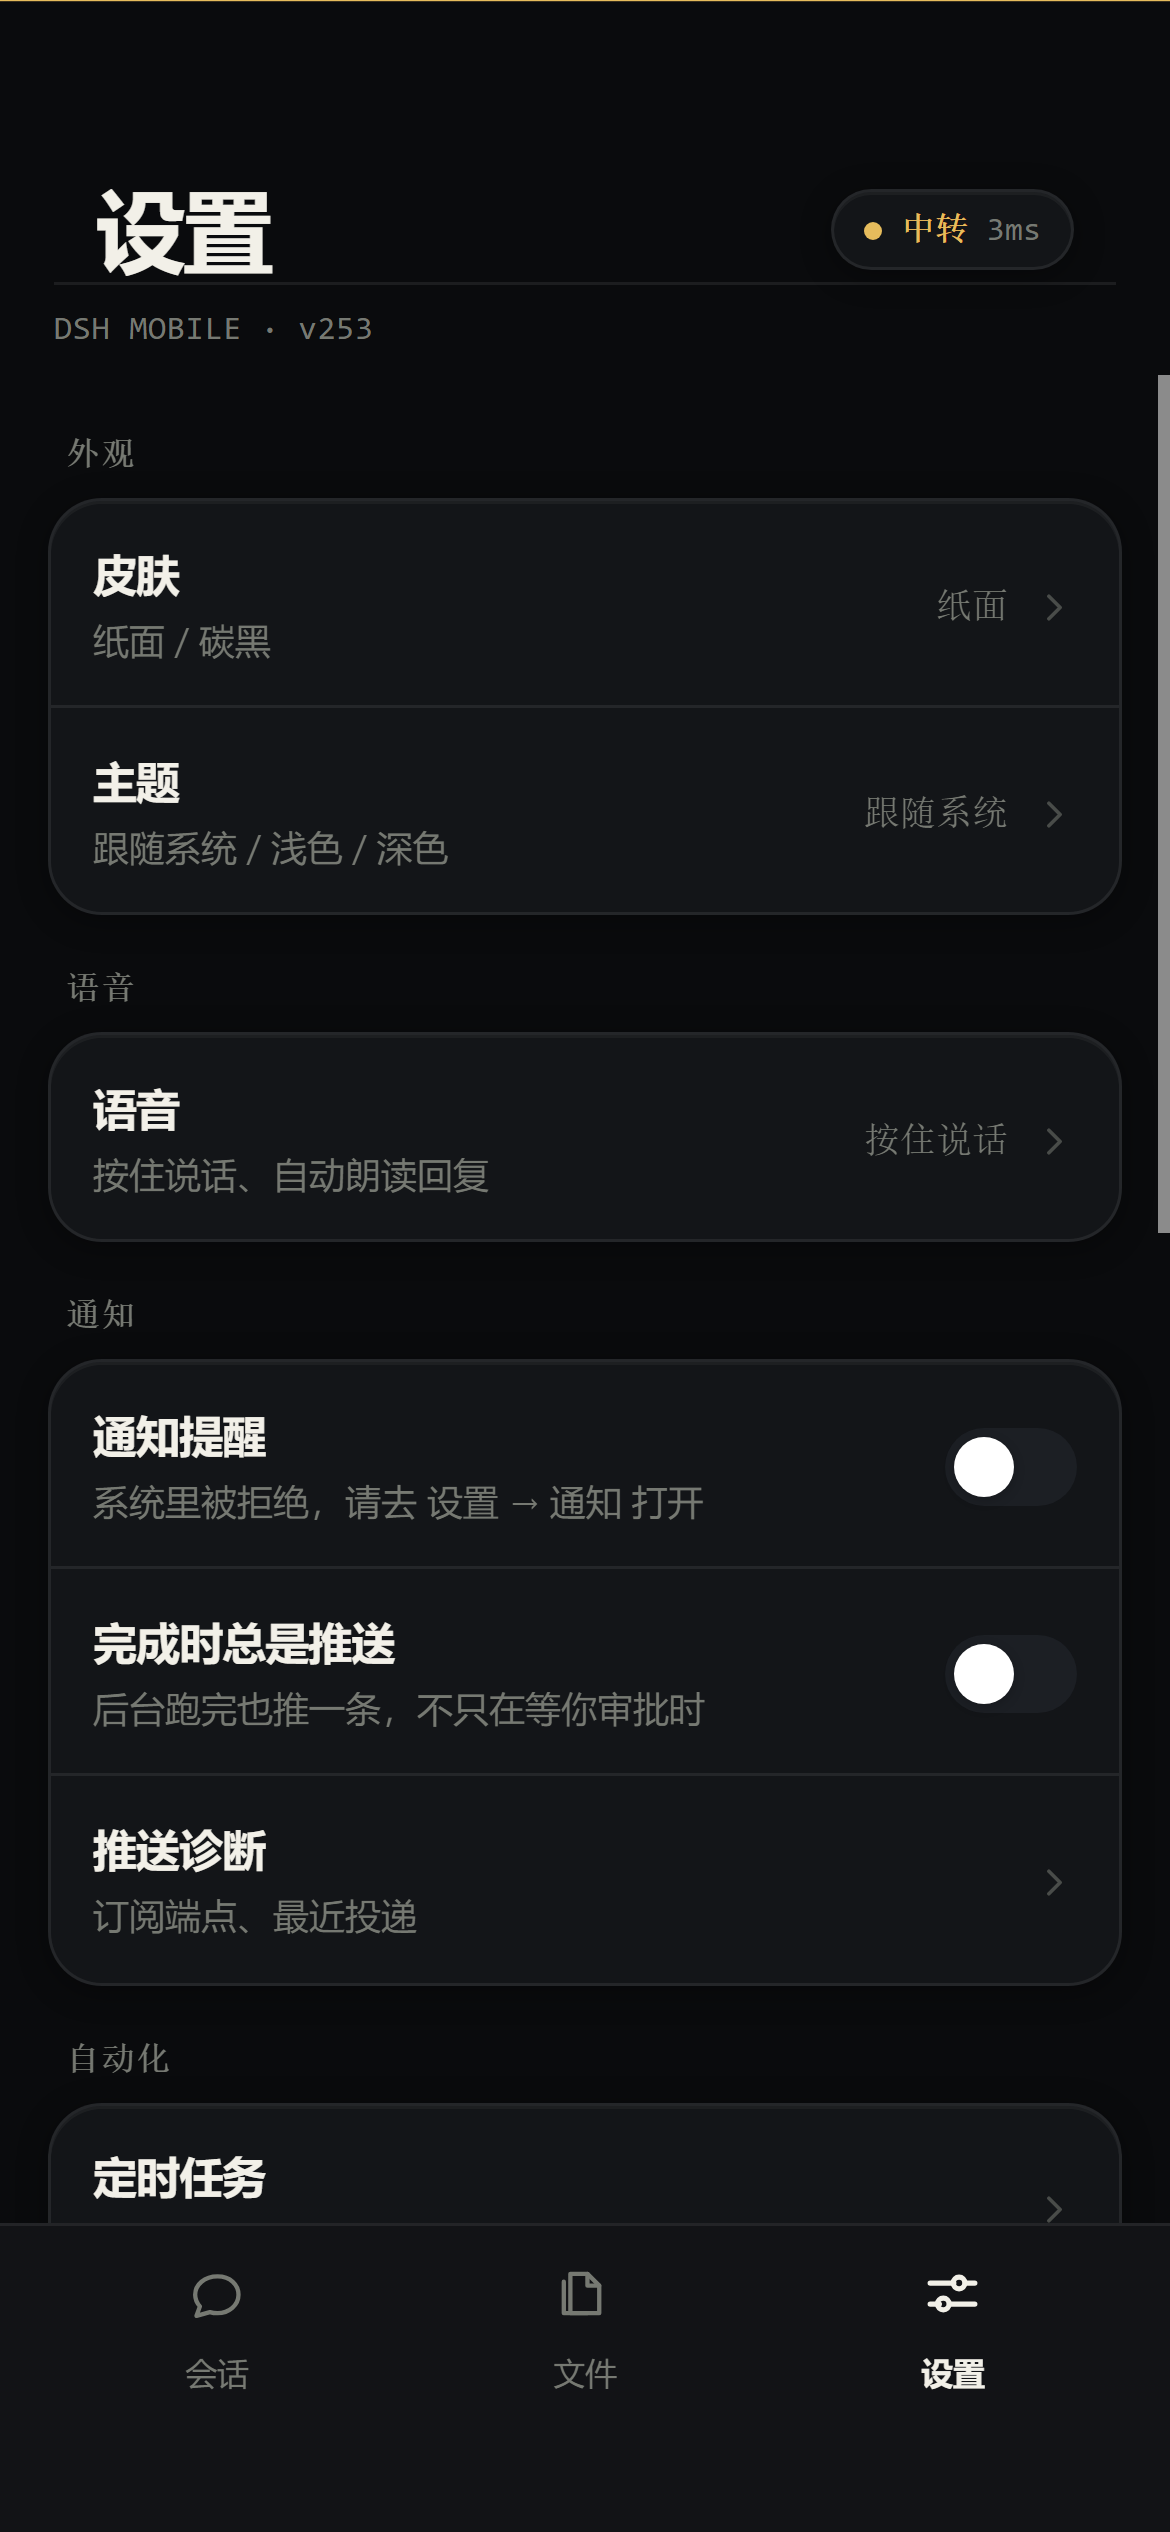 设置
中转 3ms
DSH MOBILE · v253
外观
皮肤
纸面 / 碳黑
纸面
主题
跟随系统 / 浅色 / 深色
跟随系统
语音
语音
按住说话、自动朗读回复
按住说话
通知
通知提醒
系统里被拒绝，请去 设置 → 通知 打开
完成时总是推送
后台跑完也推一条，不只在等你审批时
推送诊断
订阅端点、最近投递
自动化
定时任务
会话
文件
设置